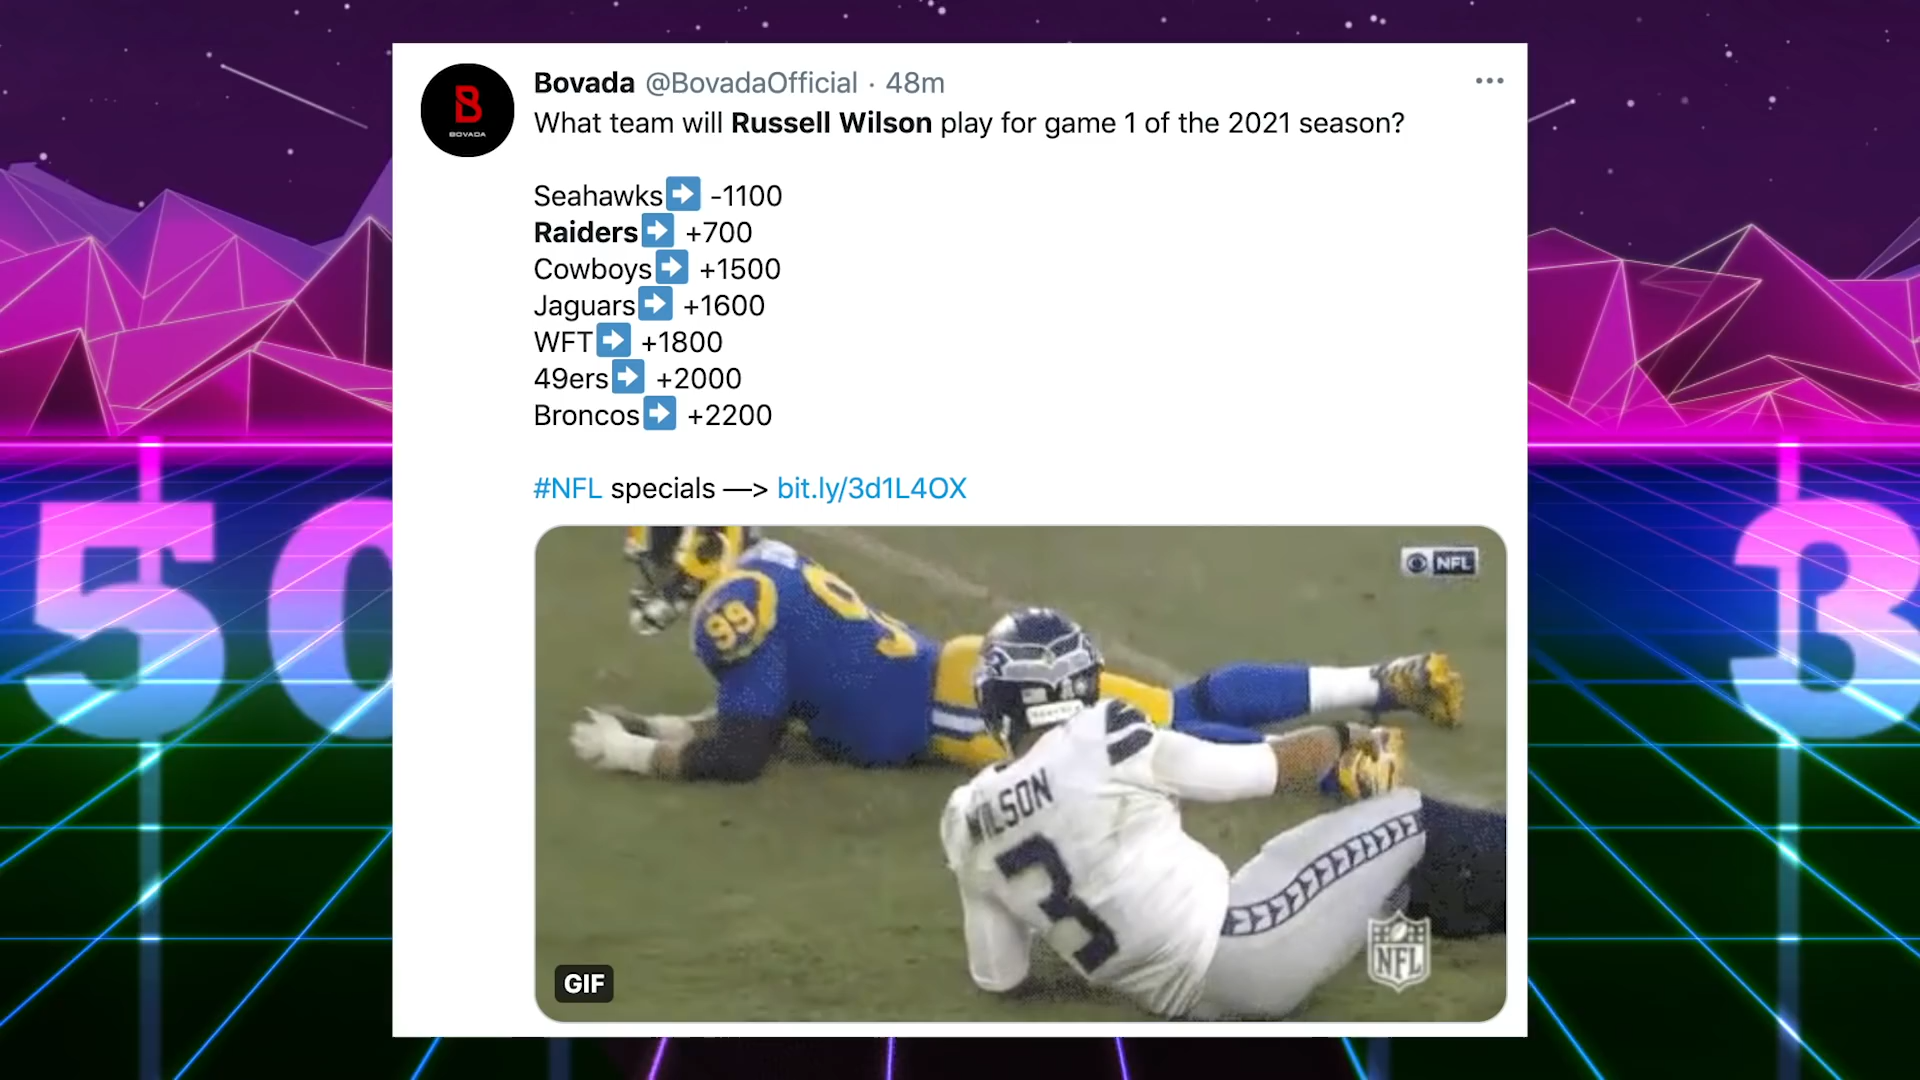 Bovada @BovadaOfficial · 48m
What team will Russell Wilson play for game 1 of the 2021 season?
Seahawks➡️ -1100
Raiders➡️ +700
Cowboys➡️ +1500
Jaguars➡️ +1600
WFT➡️ +1800
49ers➡️ +2000
Broncos➡️ +2200
#NFL specials —> bit.ly/3d1L4OX
BOVADA
NFL
99
WILSON
3
NFL
GIF
50
3